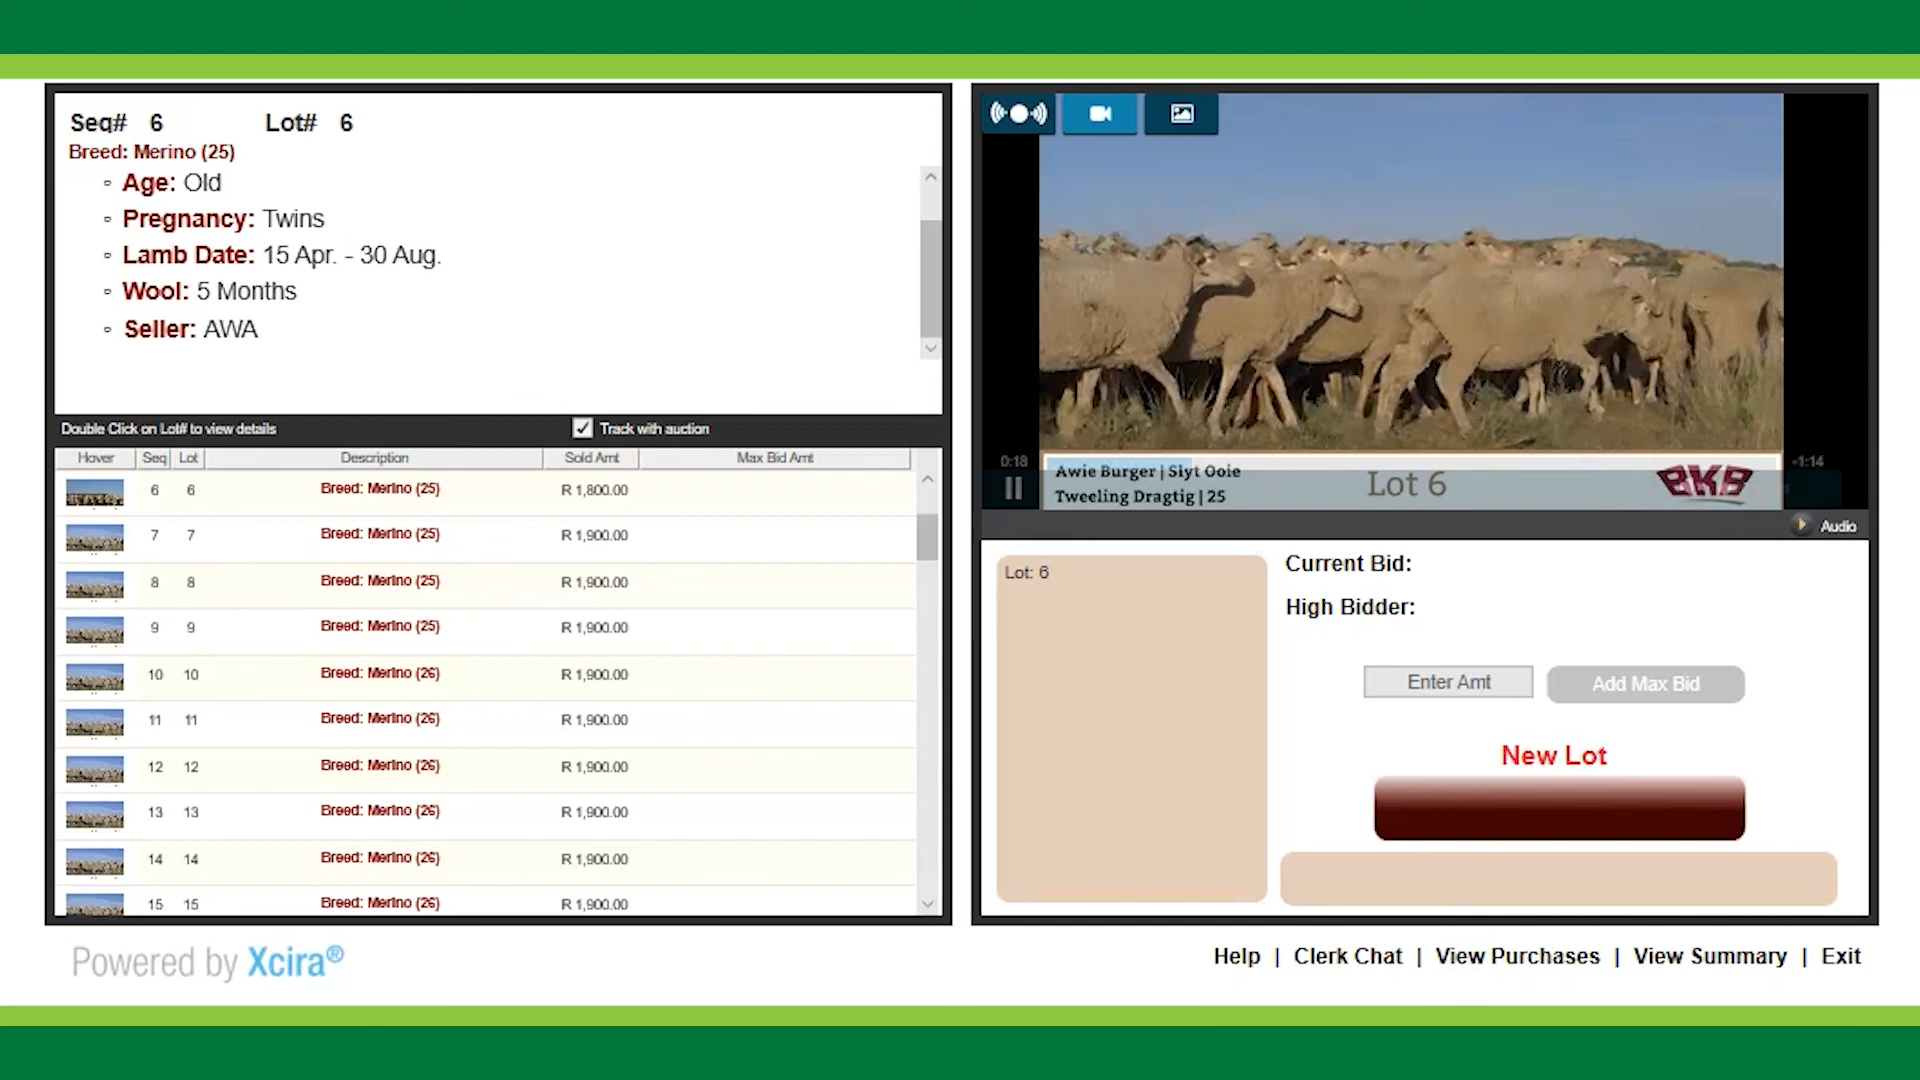 Seq# 6 Lot# 6
Breed: Merino (25)
Age: Old
Pregnancy: Twins
Lamb Date: 15 Apr. - 30 Aug.
Wool: 5 Months
Seller: AWA
Double Click on Lot# to view details Track with auction
Hover Seq Lot Description Sold Amt Max Bid Amt
6 6 Breed: Merino (25) R 1,800.00
7 7 Breed: Merino (25) R 1,900.00
8 8 Breed: Merino (25) R 1,900.00
9 9 Breed: Merino (25) R 1,900.00
10 10 Breed: Merino (26) R 1,900.00
11 11 Breed: Merino (26) R 1,900.00
12 12 Breed: Merino (26) R 1,900.00
13 13 Breed: Merino (26) R 1,900.00
14 14 Breed: Merino (26) R 1,900.00
15 15 Breed: Merino (26) R 1,900.00
0:18 -1:14
Awie Burger | Slyt Ooie
Tweeling Dragtig | 25
Lot 6
BKB
Audio
Lot: 6
Current Bid:
High Bidder:
Enter Amt Add Max Bid
New Lot
Powered by Xcira®
Help | Clerk Chat | View Purchases | View Summary | Exit